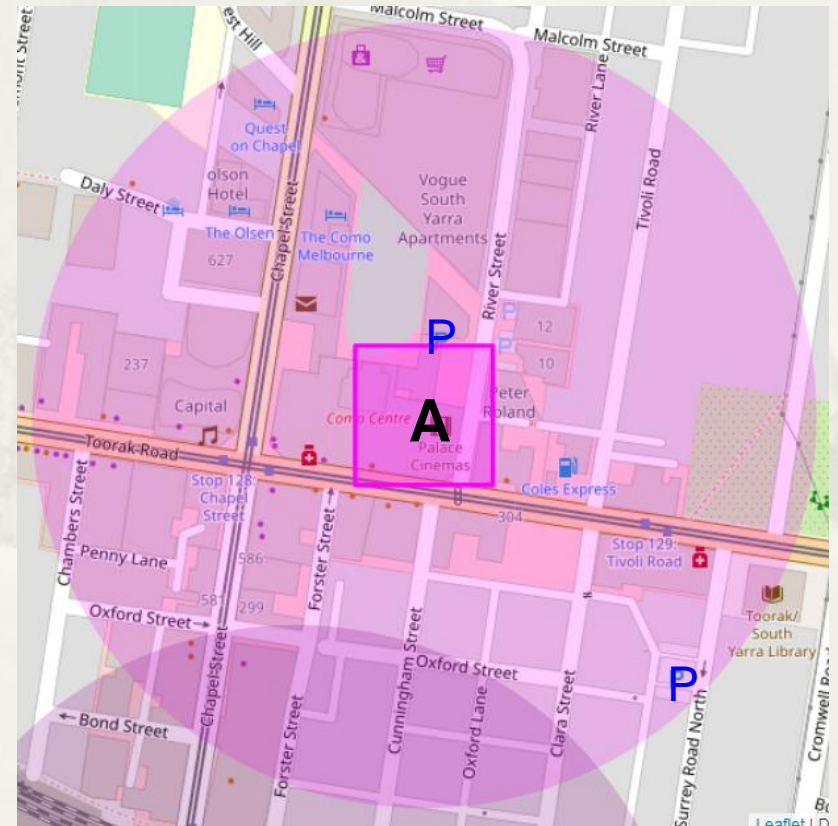 Malcolm Street
Malcolm Street
est Hill
mont Street
River Lane
Quest
on Chapel
Tivoli Road
olson
Hotel
Vogue
South
Yarra
Apartments
Daly Street
The Olsen
The Como
Melbourne
Chapel Street
627
River Street
P
P
12
P
237
10
Capital
Como Centre
A
Peter
Roland
Palace
Cinemas
Toorak Road
Stop 128:
Chapel
Street
Coles Express
304
Stop 129:
Tivoli Road
Chambers Street
Penny Lane
586
Forster Street
581
299
Oxford Street
Toorak/
South
Yarra Library
Chapel Street
Cunningham Street
Oxford Street
P
Bond Street
Forster Street
Oxford Lane
Clara Street
Surrey Road North
Cromwell Road
Leaflet | D